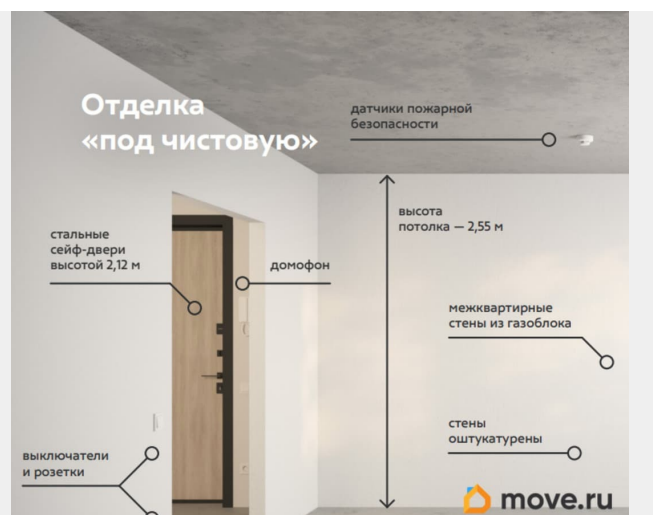 Отделка
«под чистовую»
датчики пожарной
безопасности
высота
потолка — 2,55 м
стальные
сейф-двери
высотой 2,12 м
домофон
межквартирные
стены из газоблока
стены
оштукатурены
выключатели
и розетки
move.ru